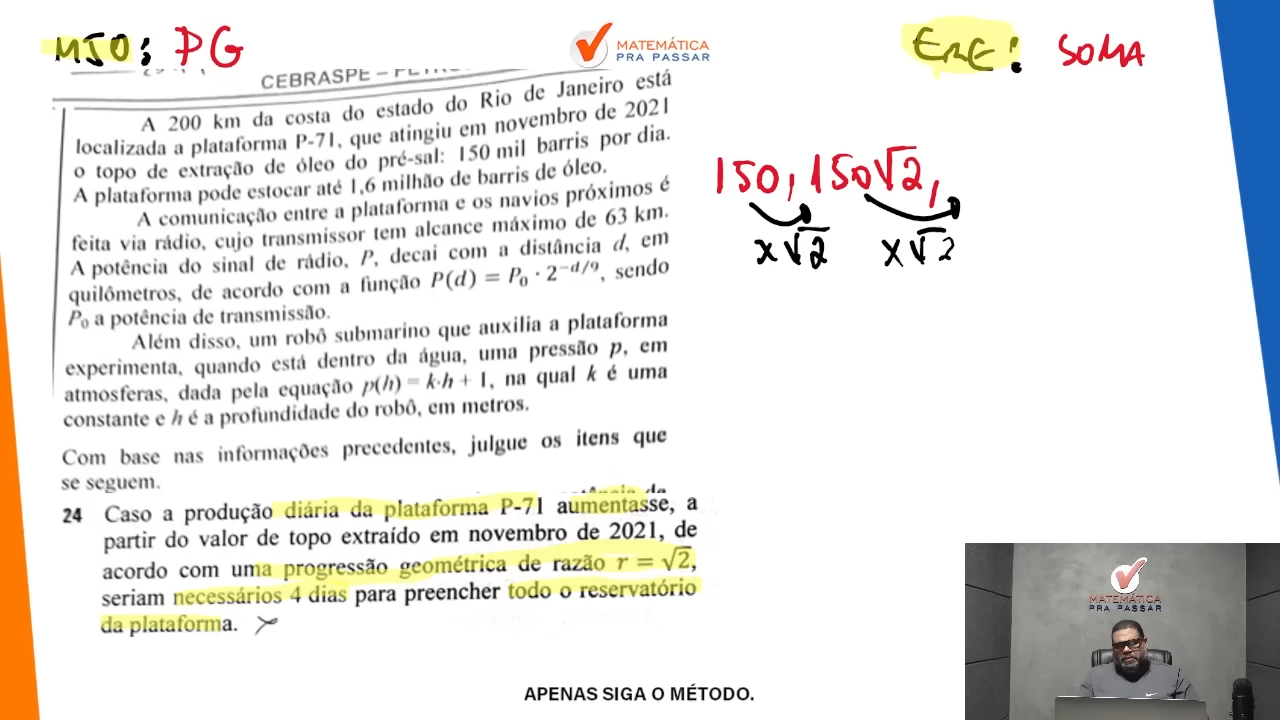 MJO: PG
MATEMÁTICA
PRA PASSAR
ENE: SOMA
CEBRASPE –
A 200 km da costa do estado do Rio de Janeiro está
localizada a plataforma P-71, que atingiu em novembro de 2021
o topo de extração de óleo do pré-sal: 150 mil barris por dia.
A plataforma pode estocar até 1,6 milhão de barris de óleo.
A comunicação entre a plataforma e os navios próximos é
feita via rádio, cujo transmissor tem alcance máximo de 63 km.
A potência do sinal de rádio, P, decai com a distância d, em
quilômetros, de acordo com a função P(d) = P₀ · 2^(-d/9), sendo
P₀ a potência de transmissão.
Além disso, um robô submarino que auxilia a plataforma
experimenta, quando está dentro da água, uma pressão p, em
atmosferas, dada pela equação p(h) = k·h + 1, na qual k é uma
constante e h é a profundidade do robô, em metros.
Com base nas informações precedentes, julgue os itens que
se seguem.
24 Caso a produção diária da plataforma P-71 aumentasse, a
partir do valor de topo extraído em novembro de 2021, de
acordo com uma progressão geométrica de razão r = √2,
seriam necessários 4 dias para preencher todo o reservatório
da plataforma.
150, 150√2,
x√2 x√2
MATEMÁTICA
PRA PASSAR
APENAS SIGA O MÉTODO.